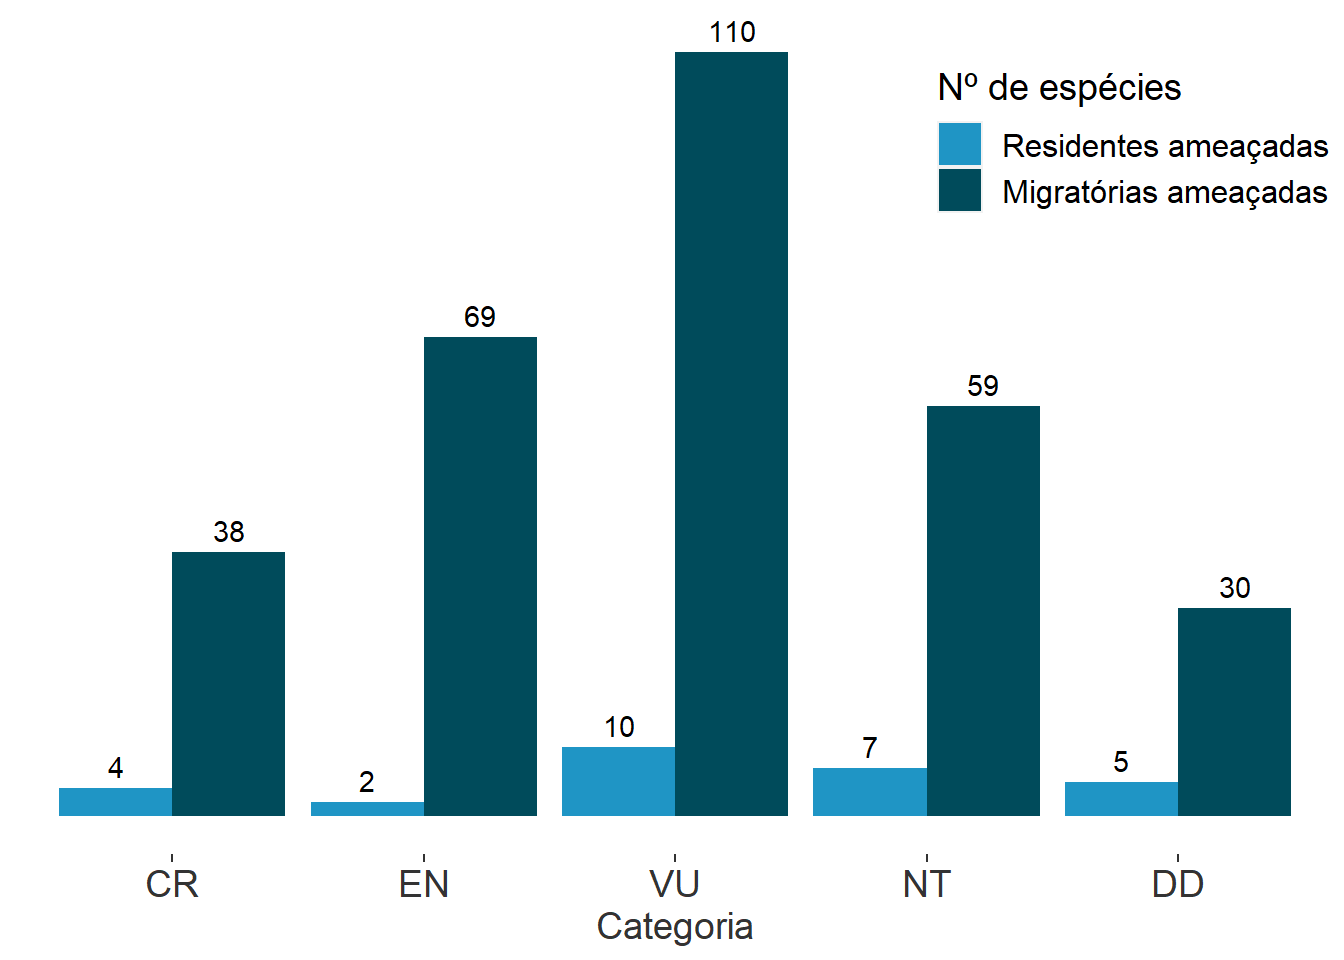 110
Nº de espécies
Residentes ameaçadas
Migratórias ameaçadas
69
59
38
30
10
7
4
2
5
CR EN VU NT DD
Categoria